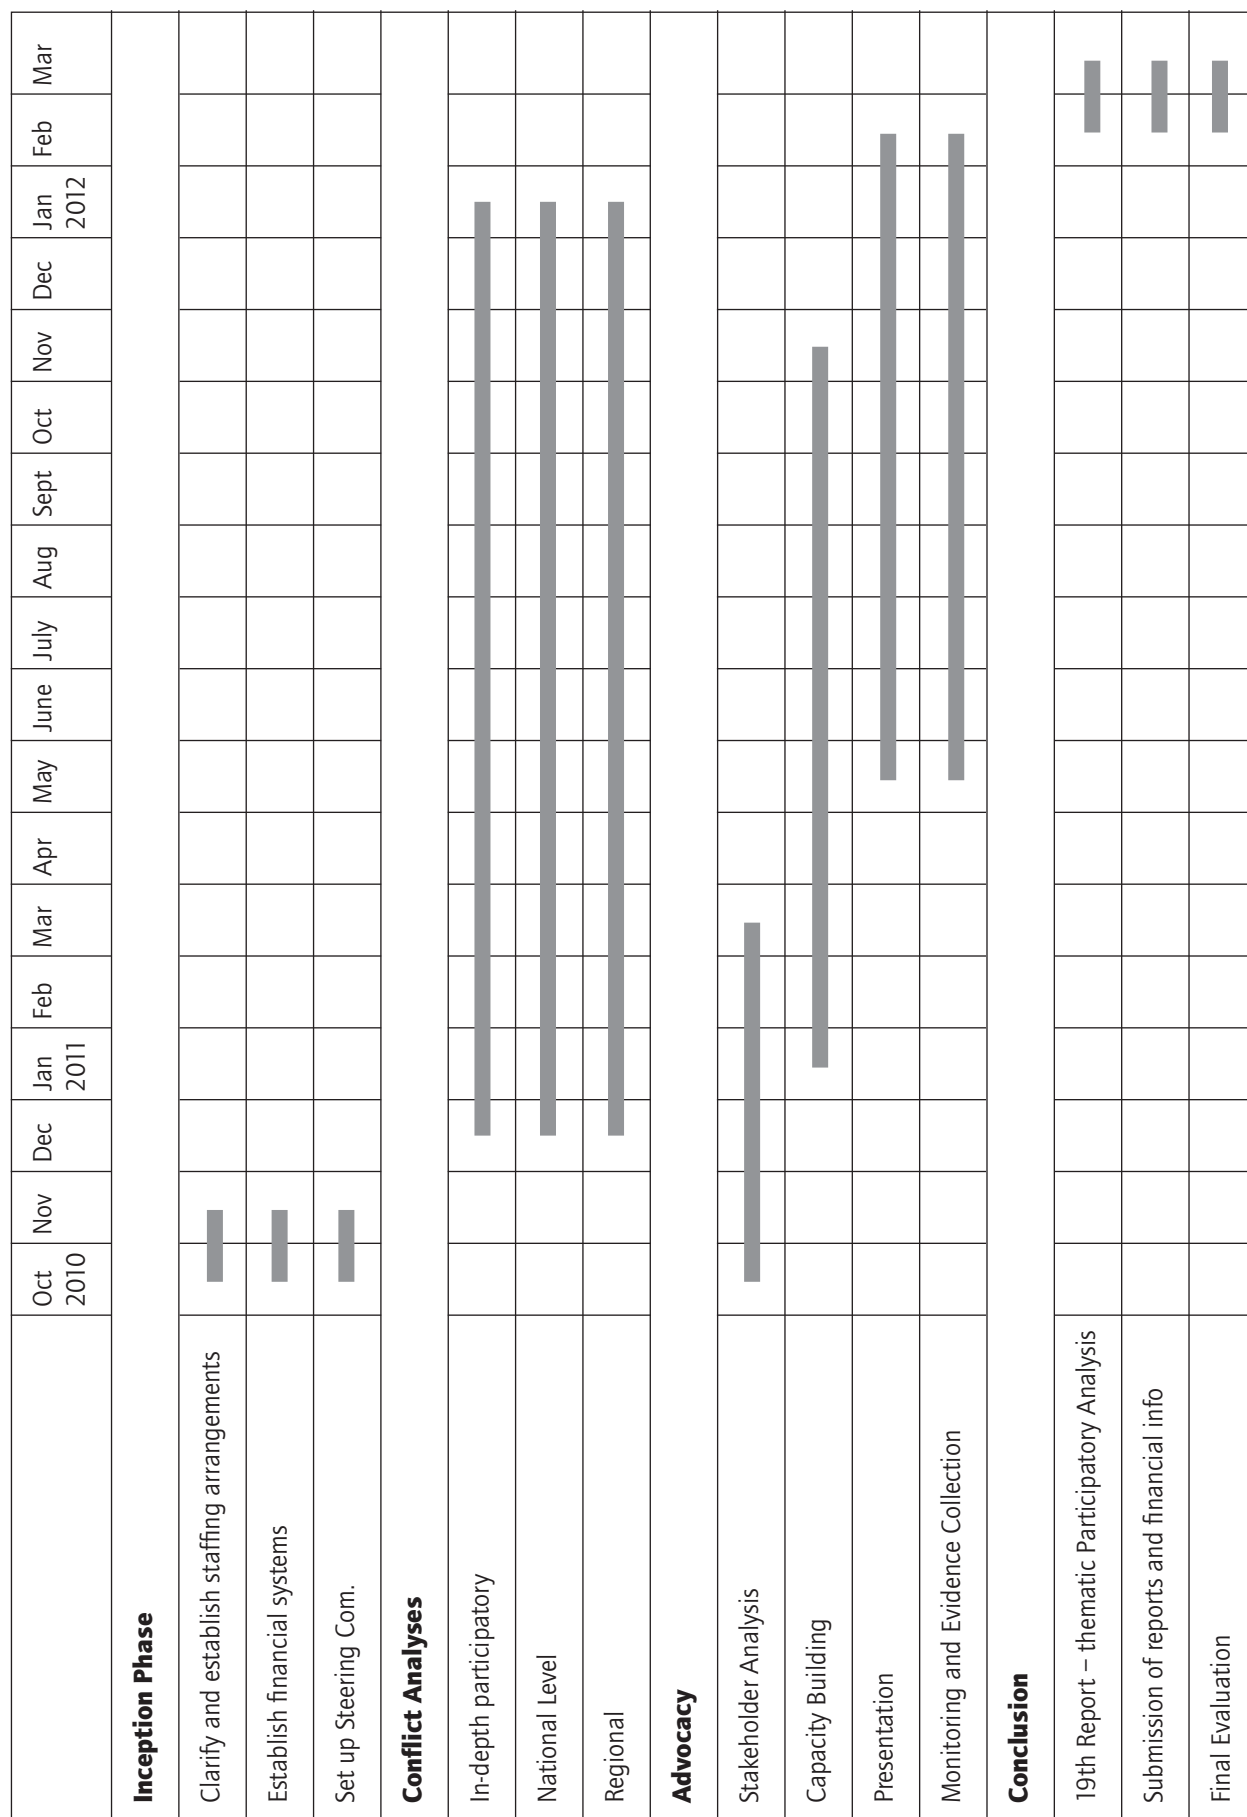 Oct 2010 Nov Dec Jan 2011 Feb Mar Apr May June July Aug Sept Oct Nov Dec Jan 2012 Feb Mar
Inception Phase
Clarify and establish staffing arrangements
Establish financial systems
Set up Steering Com.
Conflict Analyses
In-depth participatory
National Level
Regional
Advocacy
Stakeholder Analysis
Capacity Building
Presentation
Monitoring and Evidence Collection
Conclusion
19th Report – thematic Participatory Analysis
Submission of reports and financial info
Final Evaluation